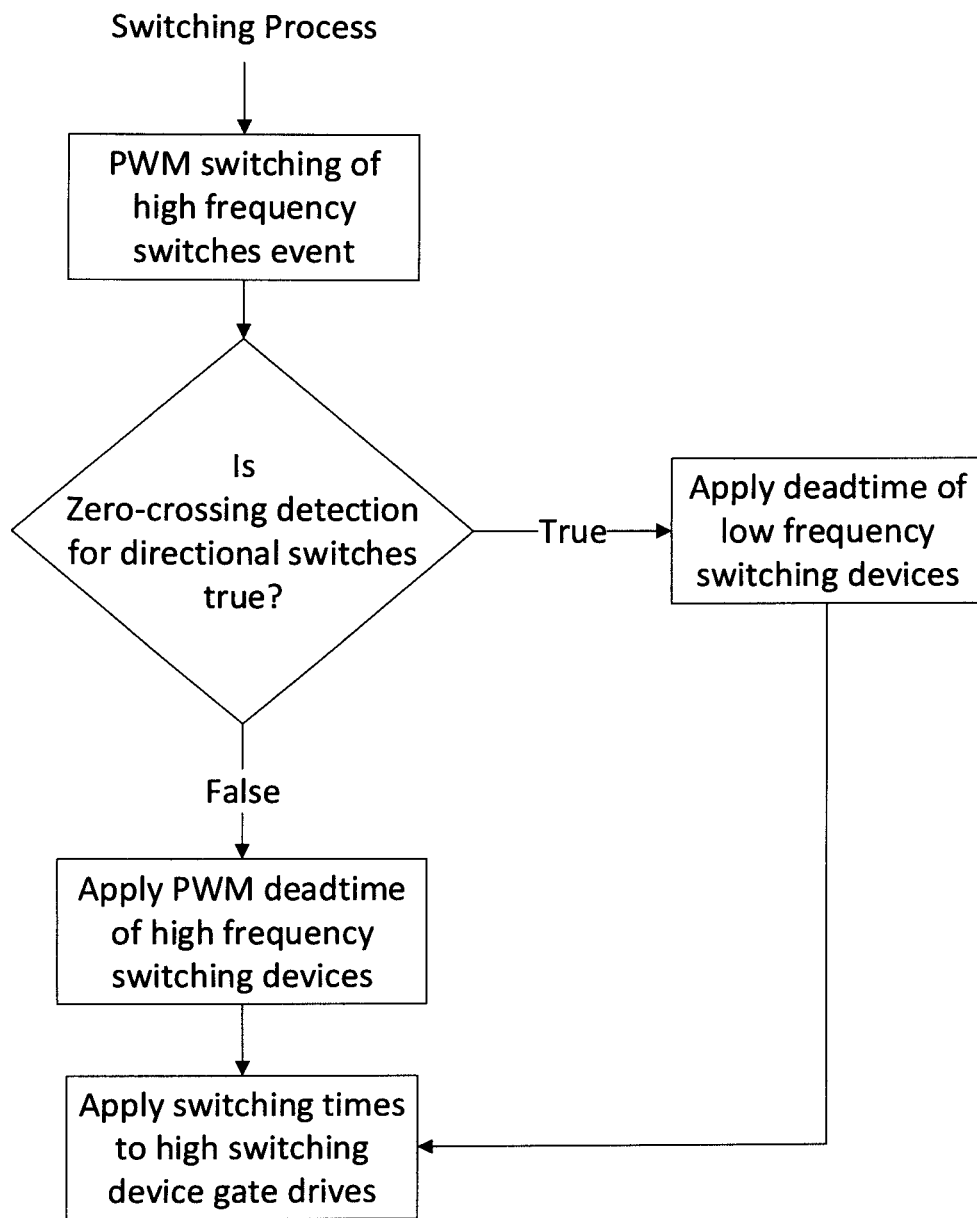 Switching Process
PWM switching of
high frequency
switches event
Is
Zero-crossing detection
for directional switches
true?
True
Apply deadtime of
low frequency
switching devices
False
Apply PWM deadtime
of high frequency
switching devices
Apply switching times
to high switching
device gate drives